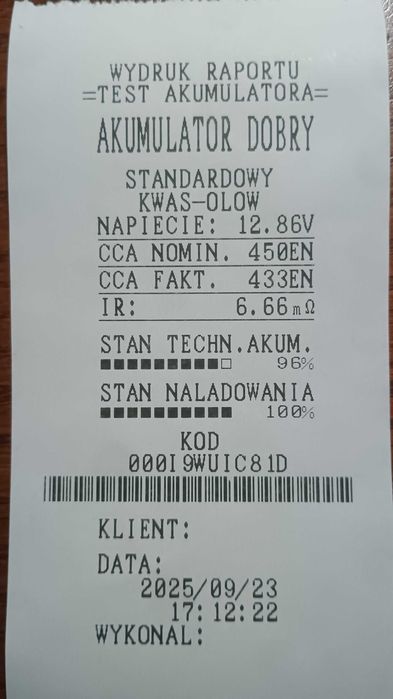 WYDRUK RAPORTU
=TEST AKUMULATORA=
AKUMULATOR DOBRY
STANDARDOWY
KWAS-OLOW
NAPIECIE: 12.86V
CCA NOMIN. 450EN
CCA FAKT. 433EN
IR: 6.66mΩ
STAN TECHN.AKUM.
96%
STAN NALADOWANIA
100%
KOD
000I9WUIC81D
KLIENT:
DATA:
2025/09/23
17:12:22
WYKONAL: